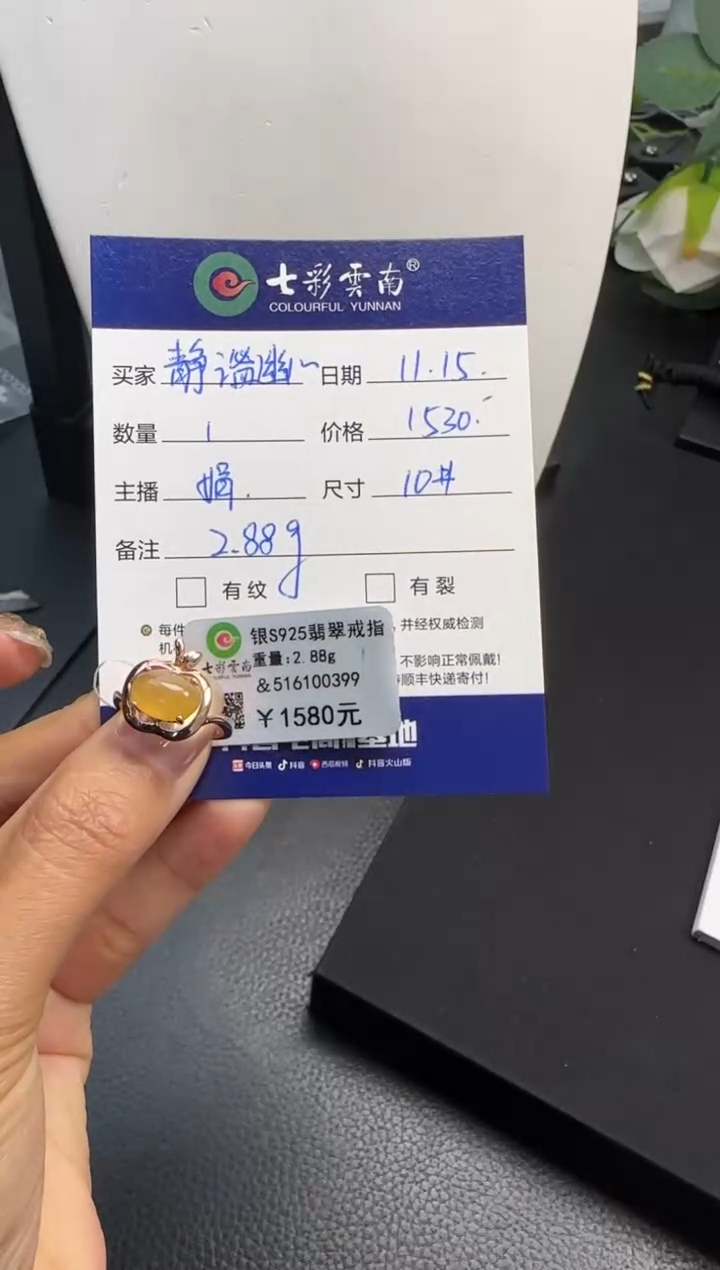 七彩雲南®
COLOURFUL YUNNAN
买家 静谧幽~ 日期 11.15.
数量 1 价格 1530.-
主播 娟. 尺寸 10#
备注 2.88g
有纹 有裂
每件 , 并经权威检测
机 不影响正常佩戴!
顺丰快递寄付!
七彩雲南
银S925翡翠戒指
重量:2.88g
&516100399
¥1580元
今日头条 抖音 西瓜视频 抖音火山版